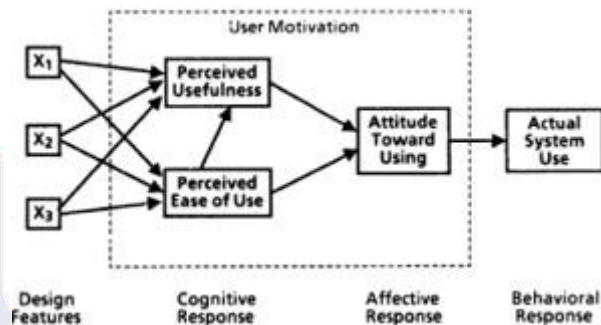 User Motivation
X1
X2
X3
Perceived
Usefulness
Perceived
Ease of Use
Attitude
Toward
Using
Actual
System
Use
Design
Features
Cognitive
Response
Affective
Response
Behavioral
Response